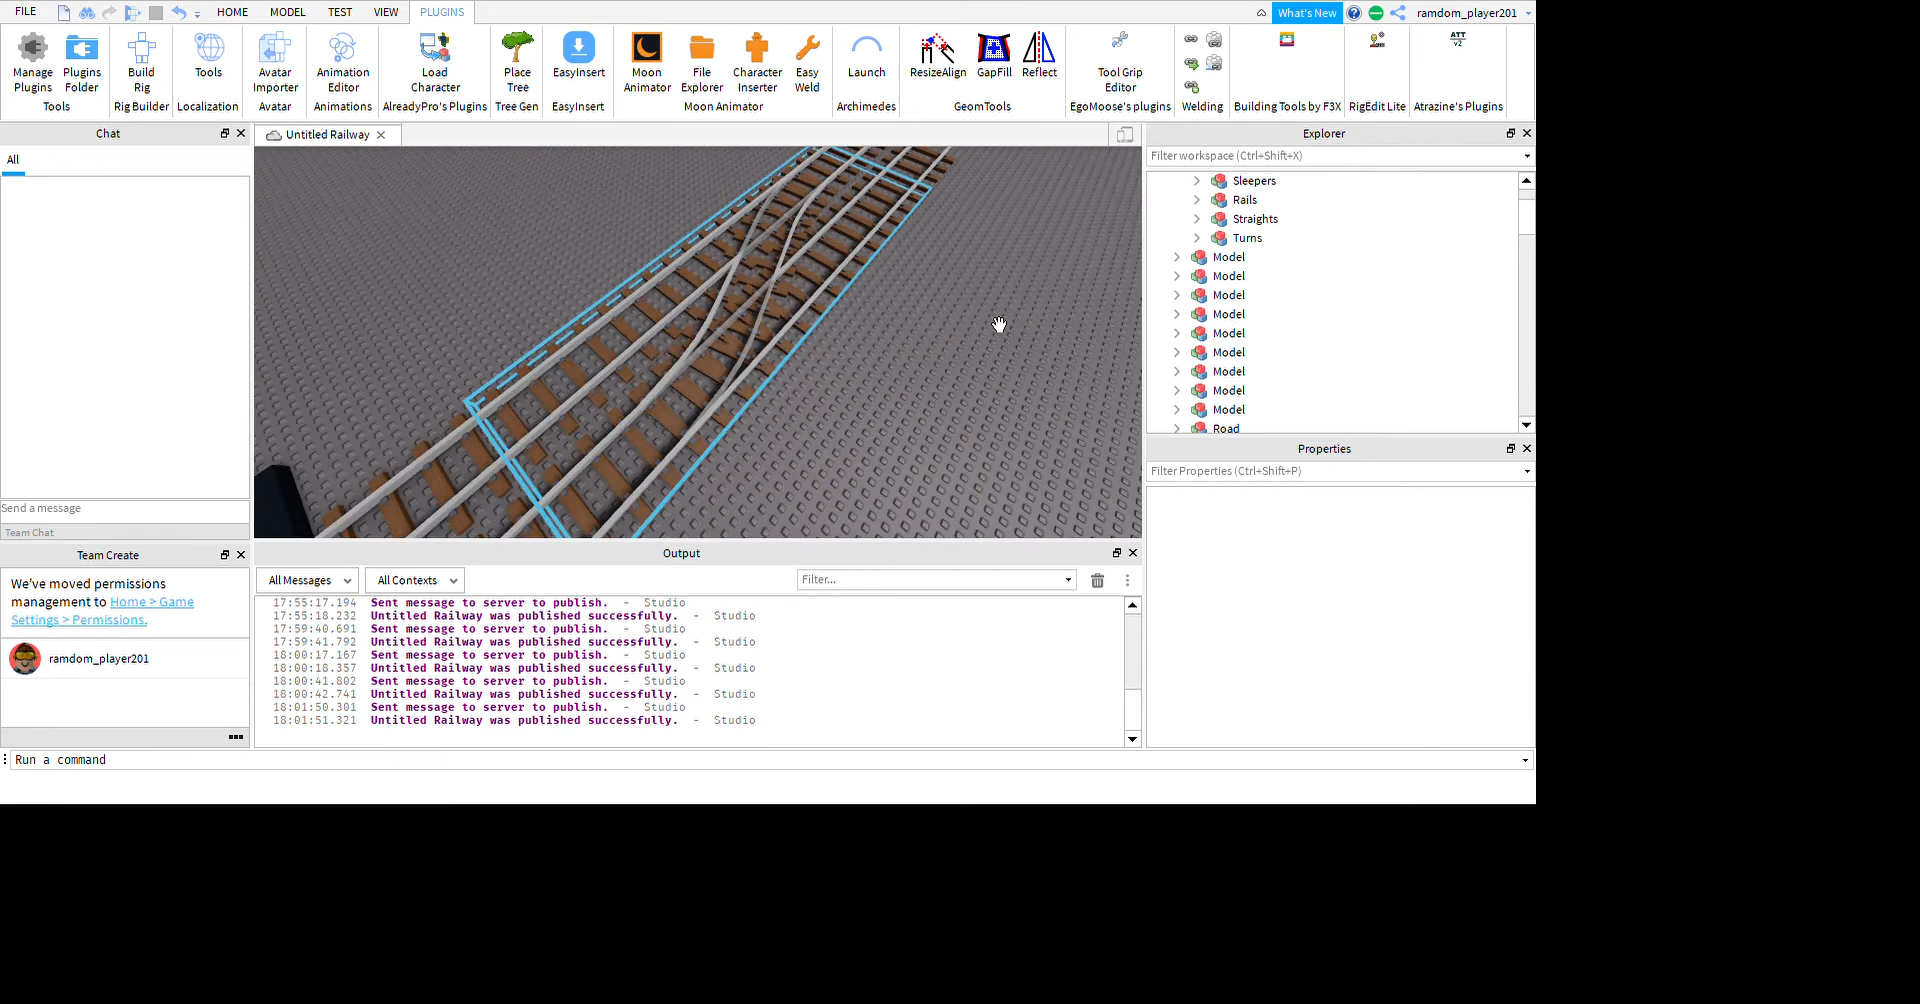 FILE HOME MODEL TEST VIEW PLUGINS What's New ramdom_player201
Manage Plugins
Plugins Folder
Tools
Build Rig
Rig Builder
Tools
Localization
Avatar Importer
Avatar
Animation Editor
Animations
Load Character
AlreadyPro's Plugins
Place Tree
Tree Gen
EasyInsert
EasyInsert
Moon Animator
File Explorer
Character Inserter
Easy Weld
Moon Animator
Launch
Archimedes
ResizeAlign
GapFill
Reflect
GeomTools
Tool Grip Editor
EgoMoose's plugins
Welding
Building Tools by F3X
RigEdit Lite
ATT v2
Atrazine's Plugins
Chat
All
Send a message
Team Chat
Team Create
We've moved permissions
management to Home > Game
Settings > Permissions.
ramdom_player201
Untitled Railway
Output
All Messages
All Contexts
Filter...
17:55:17.194 Sent message to server to publish. - Studio
17:55:18.232 Untitled Railway was published successfully. - Studio
17:59:40.691 Sent message to server to publish. - Studio
17:59:41.792 Untitled Railway was published successfully. - Studio
18:00:17.167 Sent message to server to publish. - Studio
18:00:18.357 Untitled Railway was published successfully. - Studio
18:00:41.802 Sent message to server to publish. - Studio
18:00:42.741 Untitled Railway was published successfully. - Studio
18:01:50.301 Sent message to server to publish. - Studio
18:01:51.321 Untitled Railway was published successfully. - Studio
Explorer
Filter workspace (Ctrl+Shift+X)
Sleepers
Rails
Straights
Turns
Model
Model
Model
Model
Model
Model
Model
Model
Model
Road
Properties
Filter Properties (Ctrl+Shift+P)
Run a command